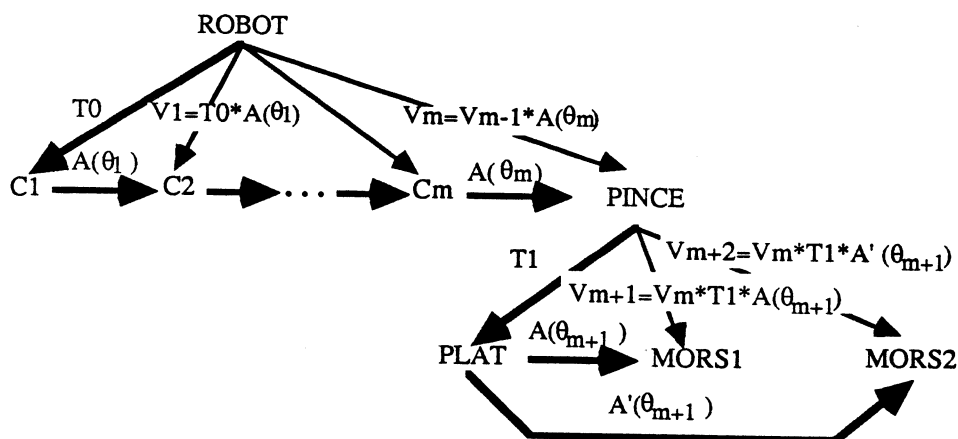 ROBOT
T0
V1=T0*A(θ1)
Vm=Vm-1*A(θm)
A(θ1)
A(θm)
C1
C2
...
Cm
PINCE
T1
Vm+2=Vm*T1*A'(θm+1)
Vm+1=Vm*T1*A(θm+1)
A(θm+1)
PLAT
MORS1
MORS2
A'(θm+1)